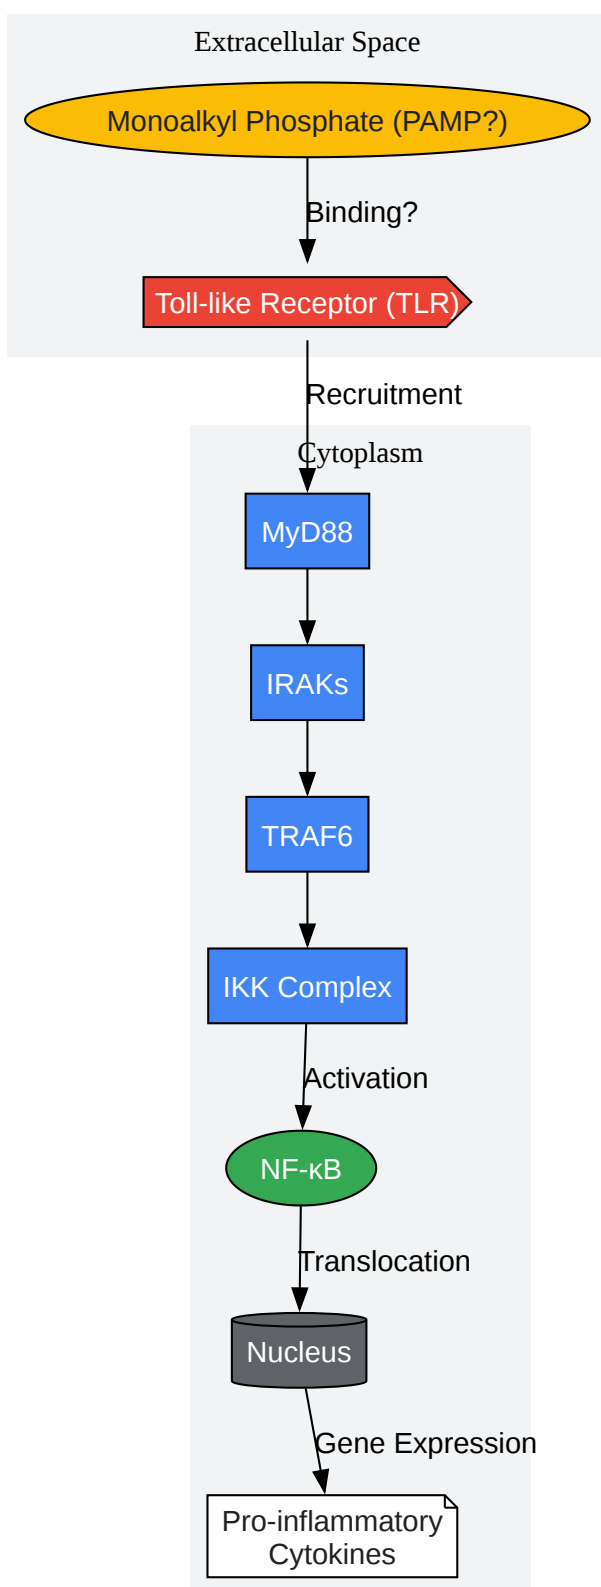 Extracellular Space
Monoalkyl Phosphate (PAMP?)
Binding?
Toll-like Receptor (TLR)
Recruitment
Cytoplasm
MyD88
IRAKs
TRAF6
IKK Complex
Activation
NF-κB
Translocation
Nucleus
Gene Expression
Pro-inflammatory
Cytokines